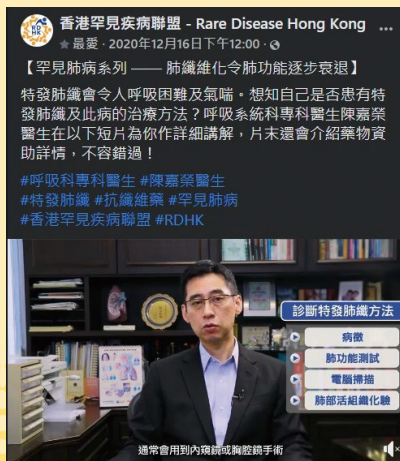 香港罕見疾病聯盟 - Rare Disease Hong Kong
★最愛 · 2020年12月16日下午12:00 ·
【罕見肺病系列 —— 肺纖維化令肺功能逐步衰退】
特發肺纖會令人呼吸困難及氣喘。想知自己是否患有特
發肺纖及此病的治療方法？呼吸系統科專科醫生陳嘉榮
醫生在以下短片為你作詳細講解，片末還會介紹藥物資
助詳情，不容錯過！
#呼吸科專科醫生 #陳嘉榮醫生
#特發肺纖 #抗纖維藥 #罕見肺病
#香港罕見疾病聯盟 #RDHK
診斷特發肺纖方法
病徵
肺功能測試
電腦掃描
肺部活組織化驗
通常會用到內窺鏡或胸腔鏡手術